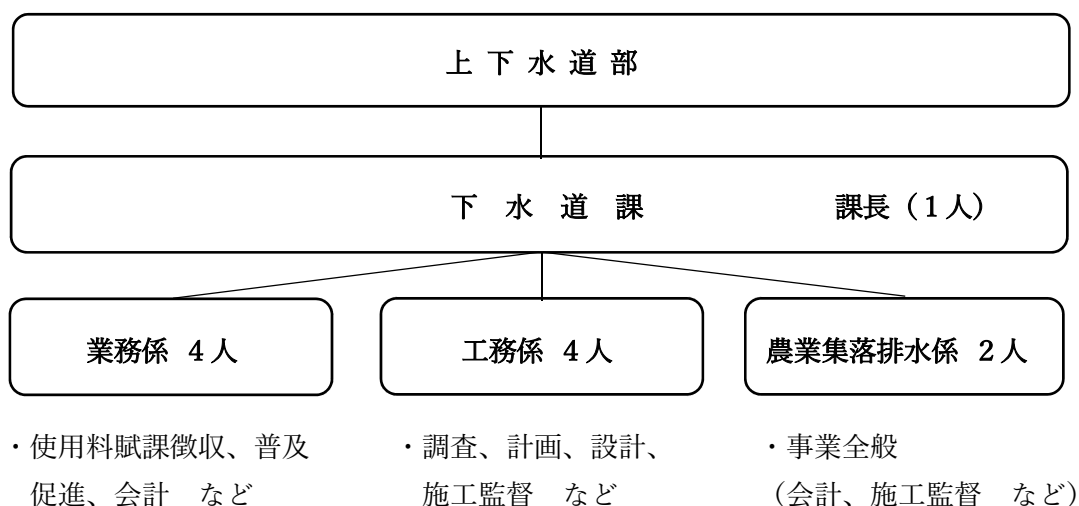 上下水道部
下水道課　課長（１人）
業務係 ４人
工務係 ４人
農業集落排水係 ２人
・使用料賦課徴収、普及
促進、会計　など
・調査、計画、設計、
施工監督　など
・事業全般
（会計、施工監督　など）